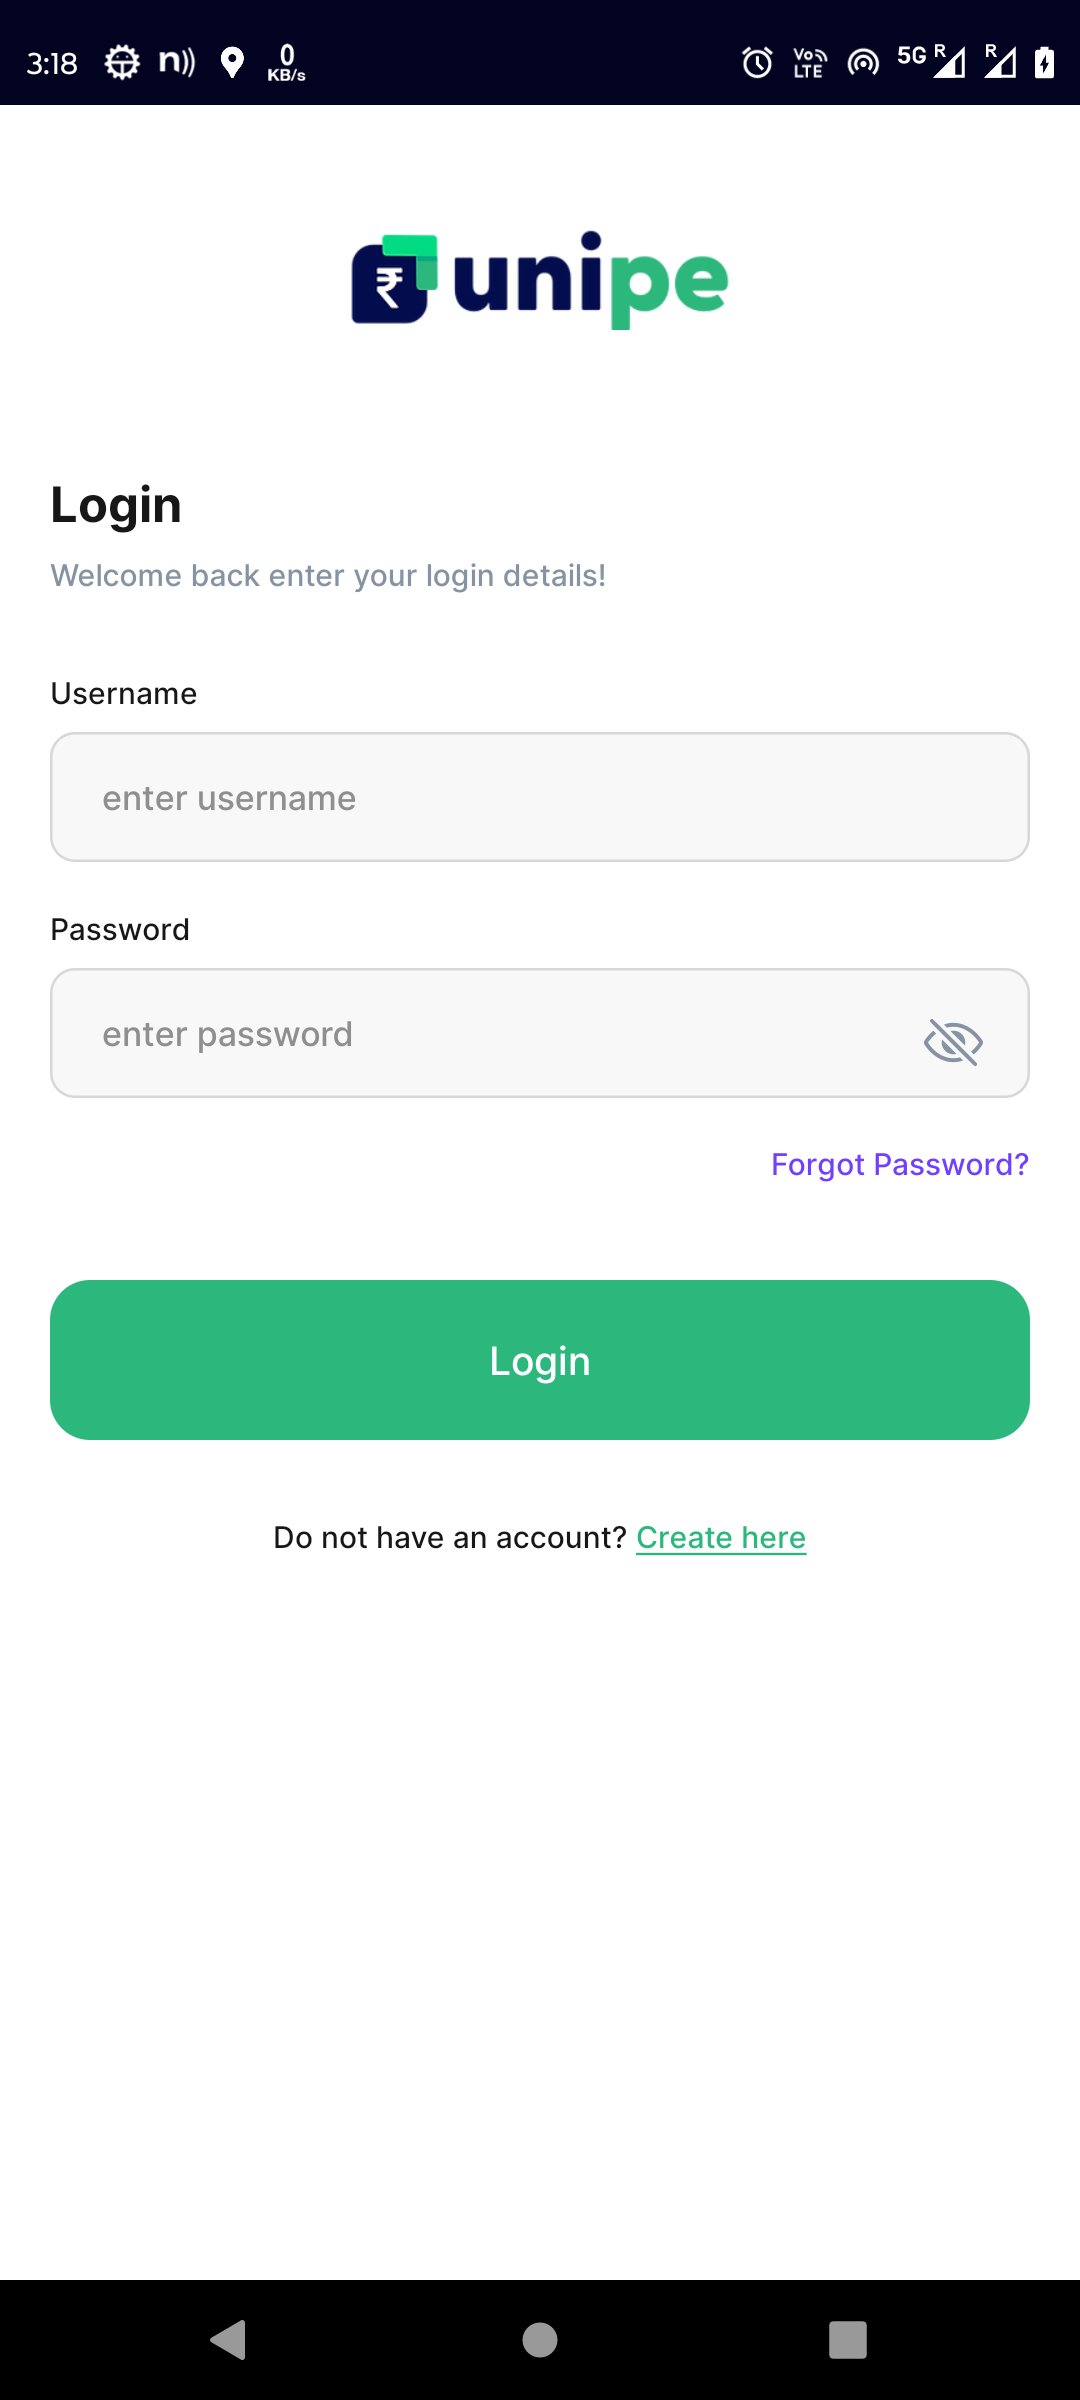 3:18 n)) 0 KB/s Vo LTE 5G R R
₹ unipe
Login
Welcome back enter your login details!
Username
enter username
Password
enter password
Forgot Password?
Login
Do not have an account? Create here